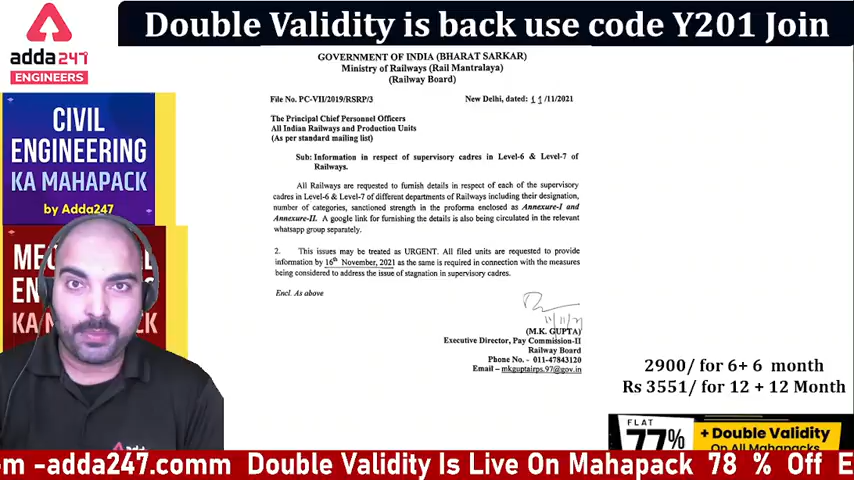 Double Validity is back use code Y201 Join
adda247
ENGINEERS
CIVIL
ENGINEERING
KA MAHAPACK
by Adda247
KA
CK
GOVERNMENT OF INDIA (BHARAT SARKAR)
Ministry of Railways (Rail Mantralaya)
(Railway Board)
File No. PC-VII/2019/RSRP/3 New Delhi, dated: 11/11/2021
The Principal Chief Personnel Officers
All Indian Railways and Production Units
(As per standard mailing list)
Sub: Information in respect of supervisory cadres in Level-6 & Level-7 of
Railways.
All Railways are requested to furnish details in respect of each of the supervisory
cadres in Level-6 & Level-7 of different departments of Railways including their designation,
number of categories, sanctioned strength in the proforma enclosed as Annexure-I and
Annexure-II. A google link for furnishing the details is also being circulated in the relevant
whatsapp group separately.
2. This issues may be treated as URGENT. All filed units are requested to provide
information by 16th November, 2021 as the same is required in connection with the measures
being considered to address the issue of stagnation in supervisory cadres.
Encl. As above
(M.K. GUPTA)
Executive Director, Pay Commission-II
Railway Board
Phone No. - 011-47843120
Email – mkguptairps.97@gov.in
2900/ for 6+ 6 month
Rs 3551/ for 12 + 12 Month
FLAT
77%
+ Double Validity
On All Mahapacks
m -adda247.comm Double Validity Is Live On Mahapack 78 % Off E